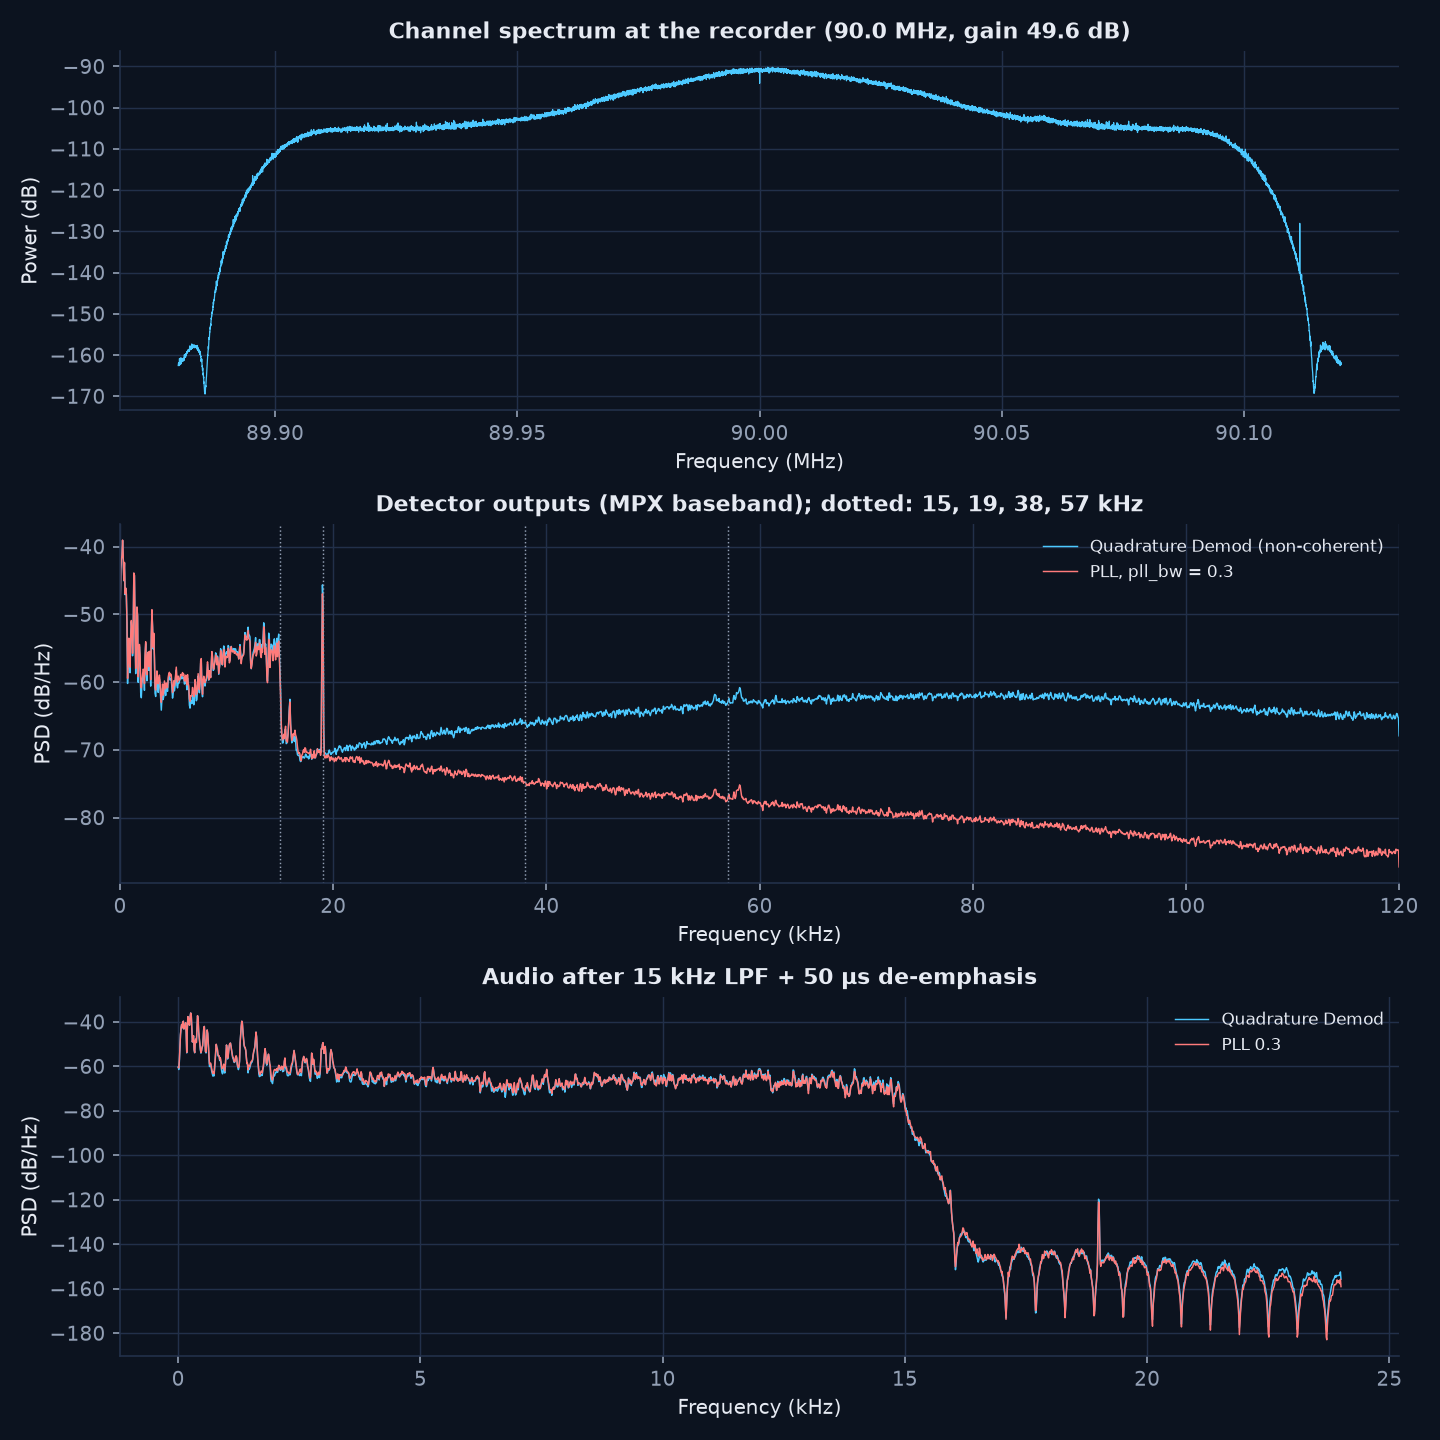 Channel spectrum at the recorder (90.0 MHz, gain 49.6 dB)
Power (dB)
−90
−100
−110
−120
−130
−140
−150
−160
−170
89.90 89.95 90.00 90.05 90.10
Frequency (MHz)
Detector outputs (MPX baseband); dotted: 15, 19, 38, 57 kHz
Quadrature Demod (non-coherent)
PLL, pll_bw = 0.3
PSD (dB/Hz)
−40
−50
−60
−70
−80
0 20 40 60 80 100 120
Frequency (kHz)
Audio after 15 kHz LPF + 50 µs de-emphasis
Quadrature Demod
PLL 0.3
PSD (dB/Hz)
−40
−60
−80
−100
−120
−140
−160
−180
0 5 10 15 20 25
Frequency (kHz)